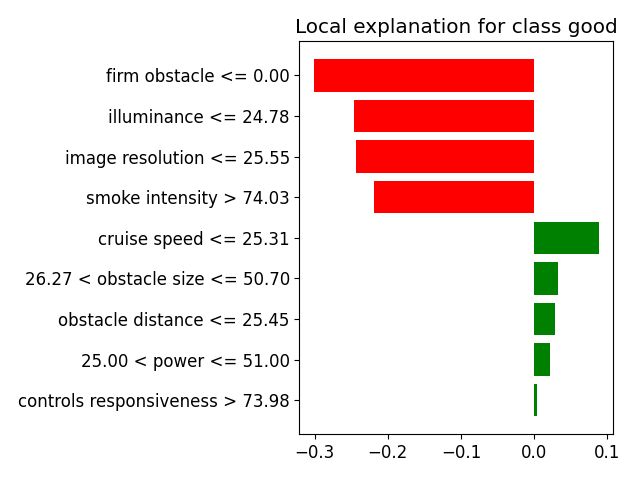 Local explanation for class good
firm obstacle <= 0.00
illuminance <= 24.78
image resolution <= 25.55
smoke intensity > 74.03
cruise speed <= 25.31
26.27 < obstacle size <= 50.70
obstacle distance <= 25.45
25.00 < power <= 51.00
controls responsiveness > 73.98
−0.3 −0.2 −0.1 0.0 0.1